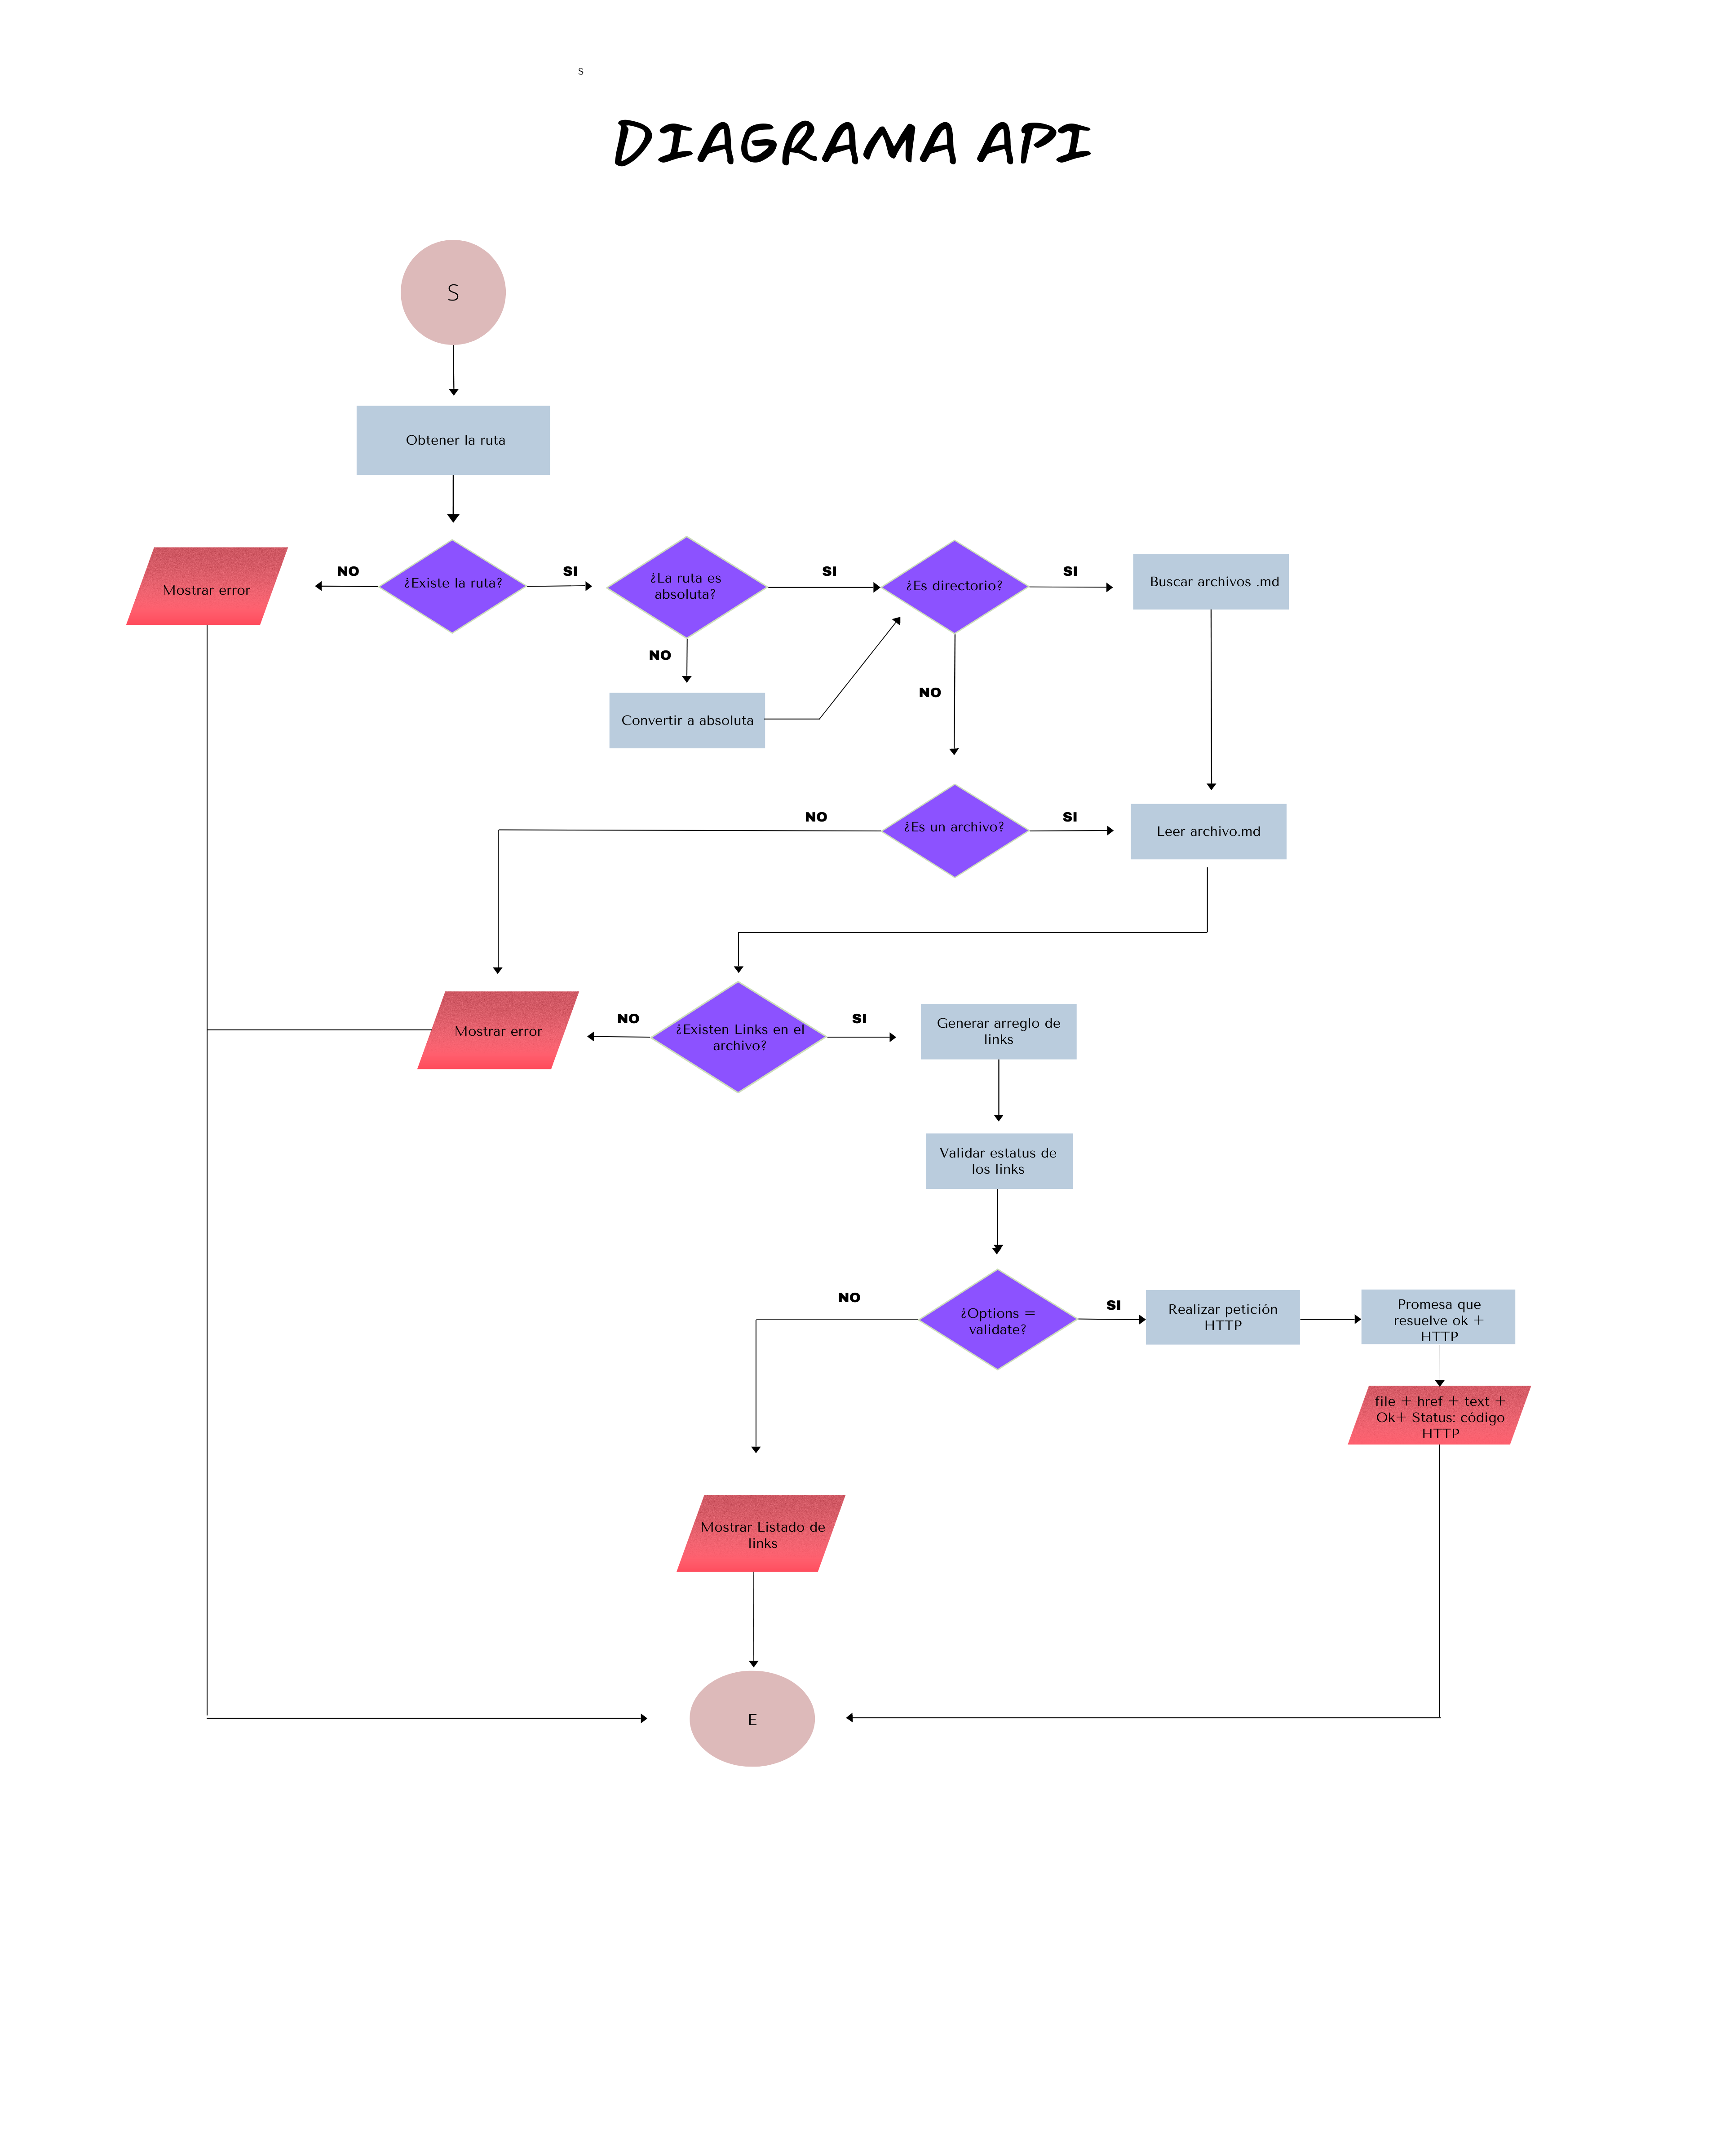 S
DIAGRAMA API
S
Obtener la ruta
Mostrar error
NO
¿Existe la ruta?
SI
¿La ruta es
absoluta?
SI
¿Es directorio?
SI
Buscar archivos .md
NO
Convertir a absoluta
NO
NO
¿Es un archivo?
SI
Leer archivo.md
Mostrar error
NO
¿Existen Links en el
archivo?
SI
Generar arreglo de
links
Validar estatus de
los links
NO
¿Options =
validate?
SI
Realizar petición
HTTP
Promesa que
resuelve ok +
HTTP
file + href + text +
Ok+ Status: código
HTTP
Mostrar Listado de
links
E